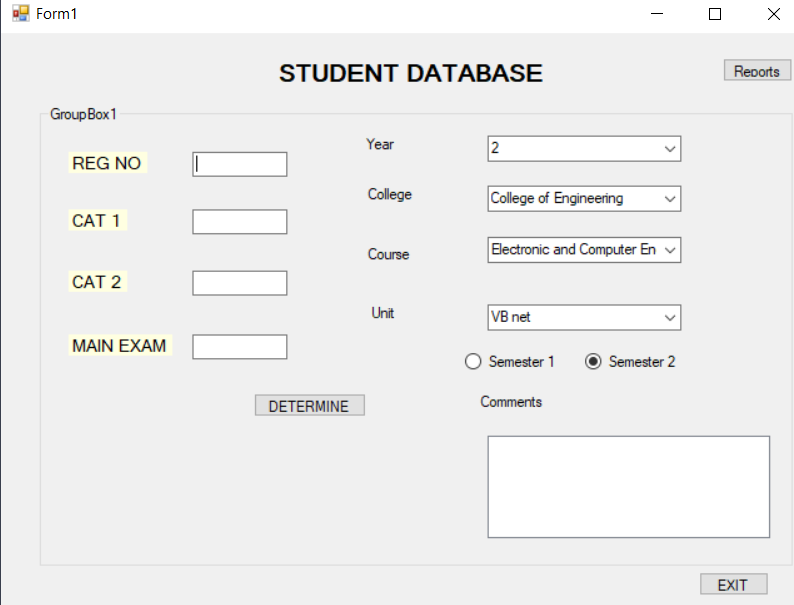 Form1
STUDENT DATABASE
Reports
GroupBox1
REG NO
CAT 1
CAT 2
MAIN EXAM
DETERMINE
Year
2
College
College of Engineering
Course
Electronic and Computer En
Unit
VB net
Semester 1
Semester 2
Comments
EXIT